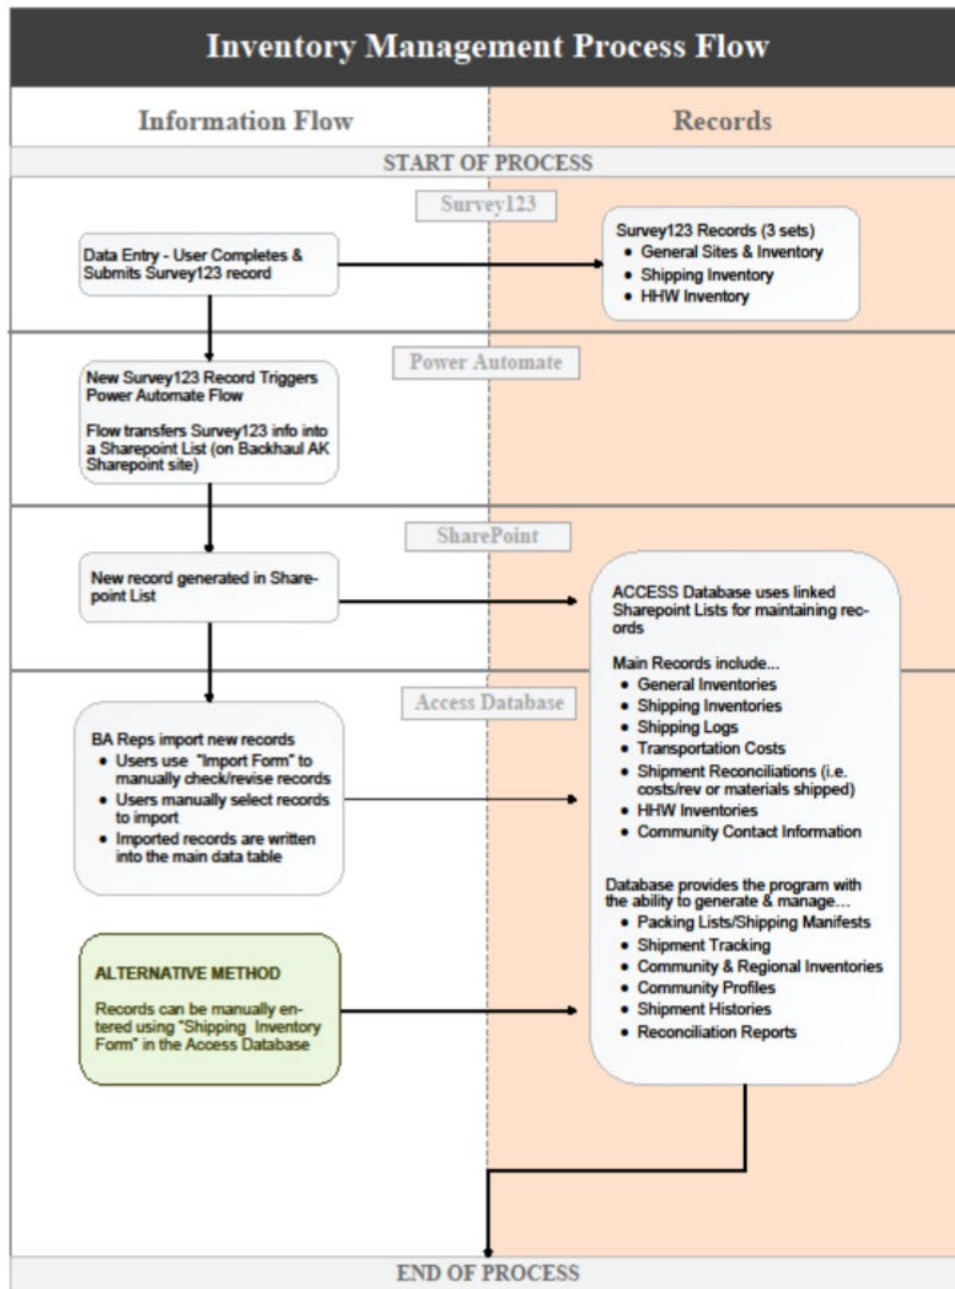 Inventory Management Process Flow
Information Flow
Records
START OF PROCESS
Survey123
Data Entry - User Completes &
Submits Survey123 record
Survey123 Records (3 sets)
• General Sites & Inventory
• Shipping Inventory
• HHW Inventory
Power Automate
New Survey123 Record Triggers
Power Automate Flow
Flow transfers Survey123 info into
a Sharepoint List (on Backhaul AK
Sharepoint site)
SharePoint
New record generated in Share-
point List
ACCESS Database uses linked
Sharepoint Lists for maintaining rec-
ords
Main Records include...
• General Inventories
• Shipping Inventories
• Shipping Logs
• Transportation Costs
• Shipment Reconciliations (i.e.
costs/rev or materials shipped)
• HHW Inventories
• Community Contact Information
Database provides the program with
the ability to generate & manage...
• Packing Lists/Shipping Manifests
• Shipment Tracking
• Community & Regional Inventories
• Community Profiles
• Shipment Histories
• Reconciliation Reports
Access Database
BA Reps import new records
• Users use "Import Form" to
manually check/revise records
• Users manually select records
to import
• Imported records are written
into the main data table
ALTERNATIVE METHOD
Records can be manually en-
tered using "Shipping Inventory
Form" in the Access Database
END OF PROCESS